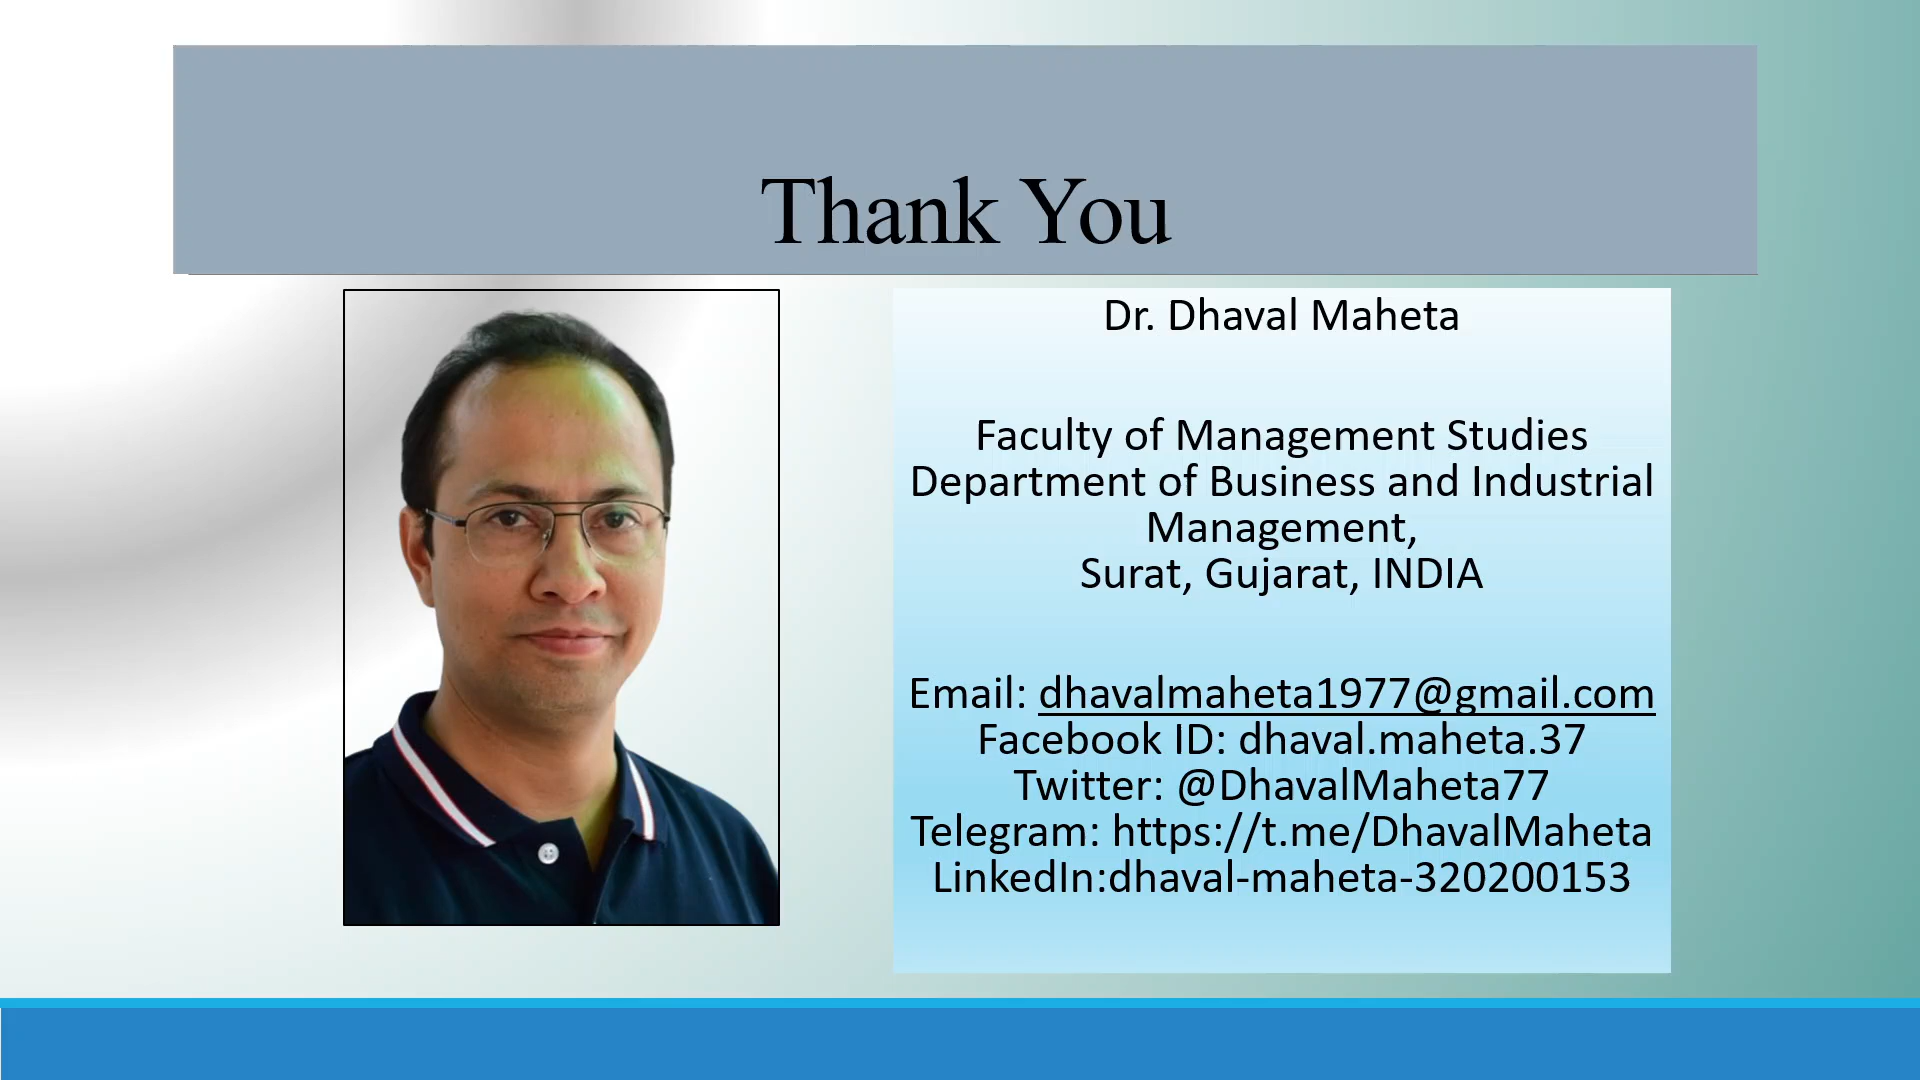 Thank You
Dr. Dhaval Maheta
Faculty of Management Studies
Department of Business and Industrial
Management,
Surat, Gujarat, INDIA
Email: dhavalmaheta1977@gmail.com
Facebook ID: dhaval.maheta.37
Twitter: @DhavalMaheta77
Telegram: https://t.me/DhavalMaheta
LinkedIn:dhaval-maheta-320200153